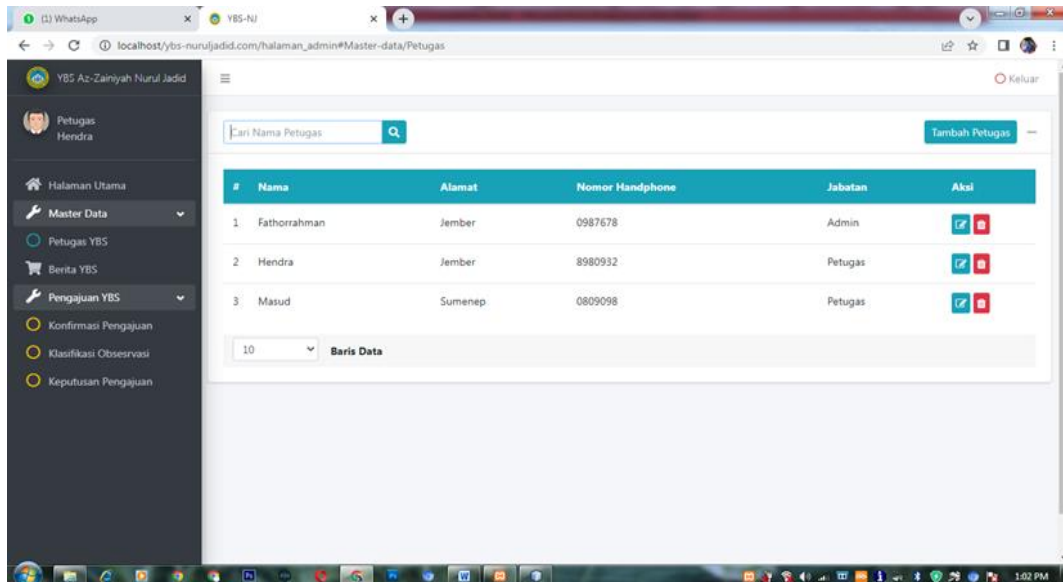 (1) WhatsApp
YBS-NJ
localhost/ybs-nuruljadid.com/halaman_admin#Master-data/Petugas
YBS Az-Zainiyah Nurul Jadid
Keluar
Petugas
Hendra
Cari Nama Petugas
Tambah Petugas
Halaman Utama
Master Data
Petugas YBS
Berita YBS
Pengajuan YBS
Konfirmasi Pengajuan
Klasifikasi Obsesrvasi
Keputusan Pengajuan
# Nama Alamat Nomor Handphone Jabatan Aksi
1 Fathorrahman Jember 0987678 Admin
2 Hendra Jember 8980932 Petugas
3 Masud Sumenep 0809098 Petugas
10 Baris Data
1:02 PM